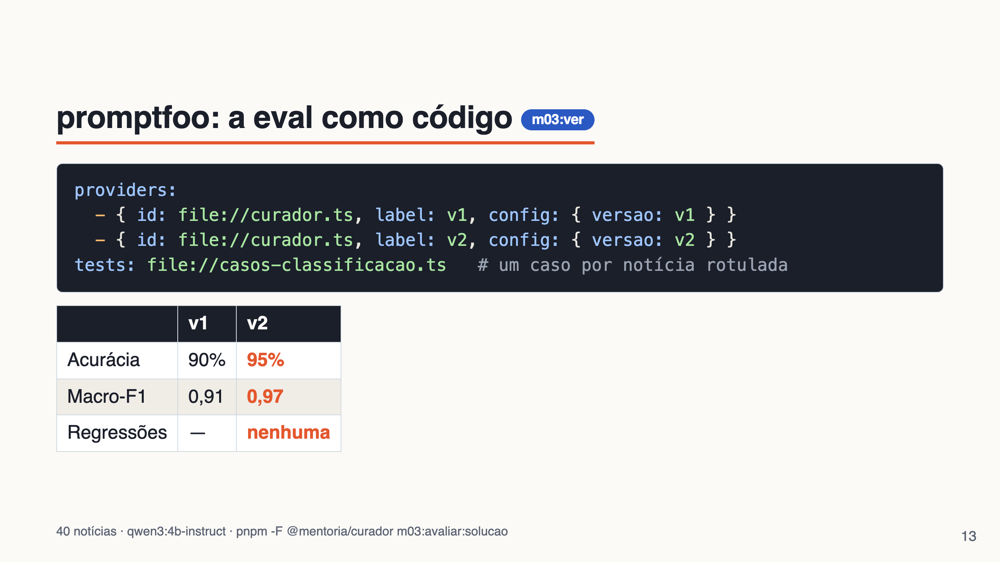 promptfoo: a eval como código m03:ver
providers:
  – { id: file://curador.ts, label: v1, config: { versao: v1 } }
  – { id: file://curador.ts, label: v2, config: { versao: v2 } }
tests: file://casos-classificacao.ts   # um caso por notícia rotulada
v1 v2
Acurácia 90% 95%
Macro-F1 0,91 0,97
Regressões — nenhuma
40 notícias · qwen3:4b-instruct · pnpm -F @mentoria/curador m03:avaliar:solucao
13